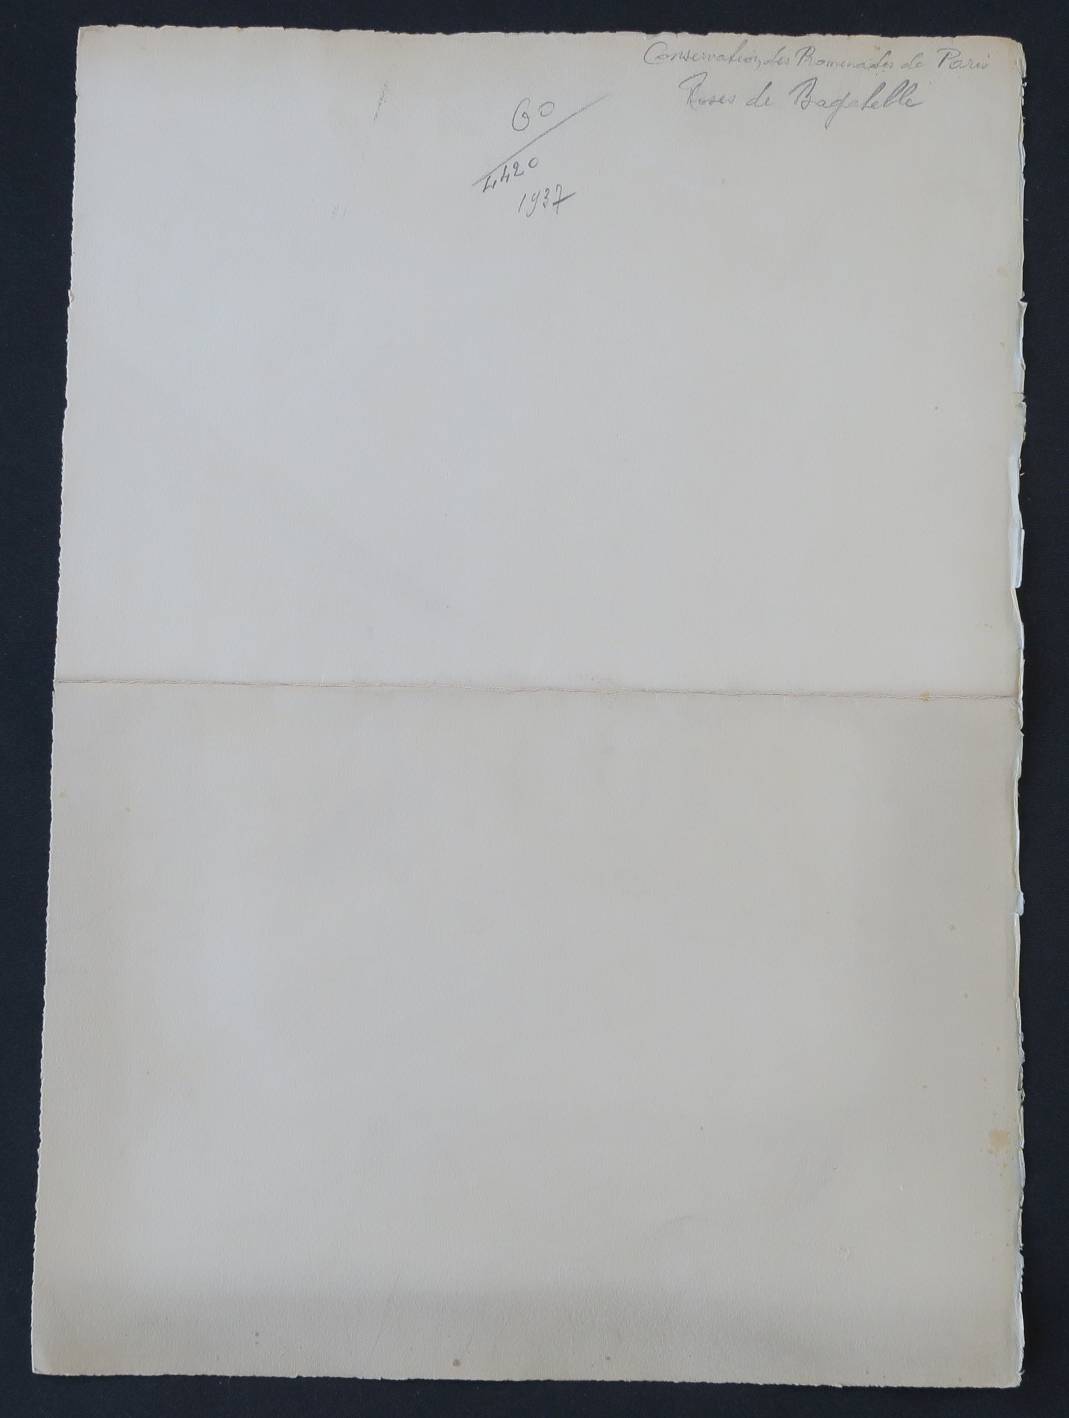 Conservation des Promenades de Paris
Roses de Bagatelle
60
4420
1937